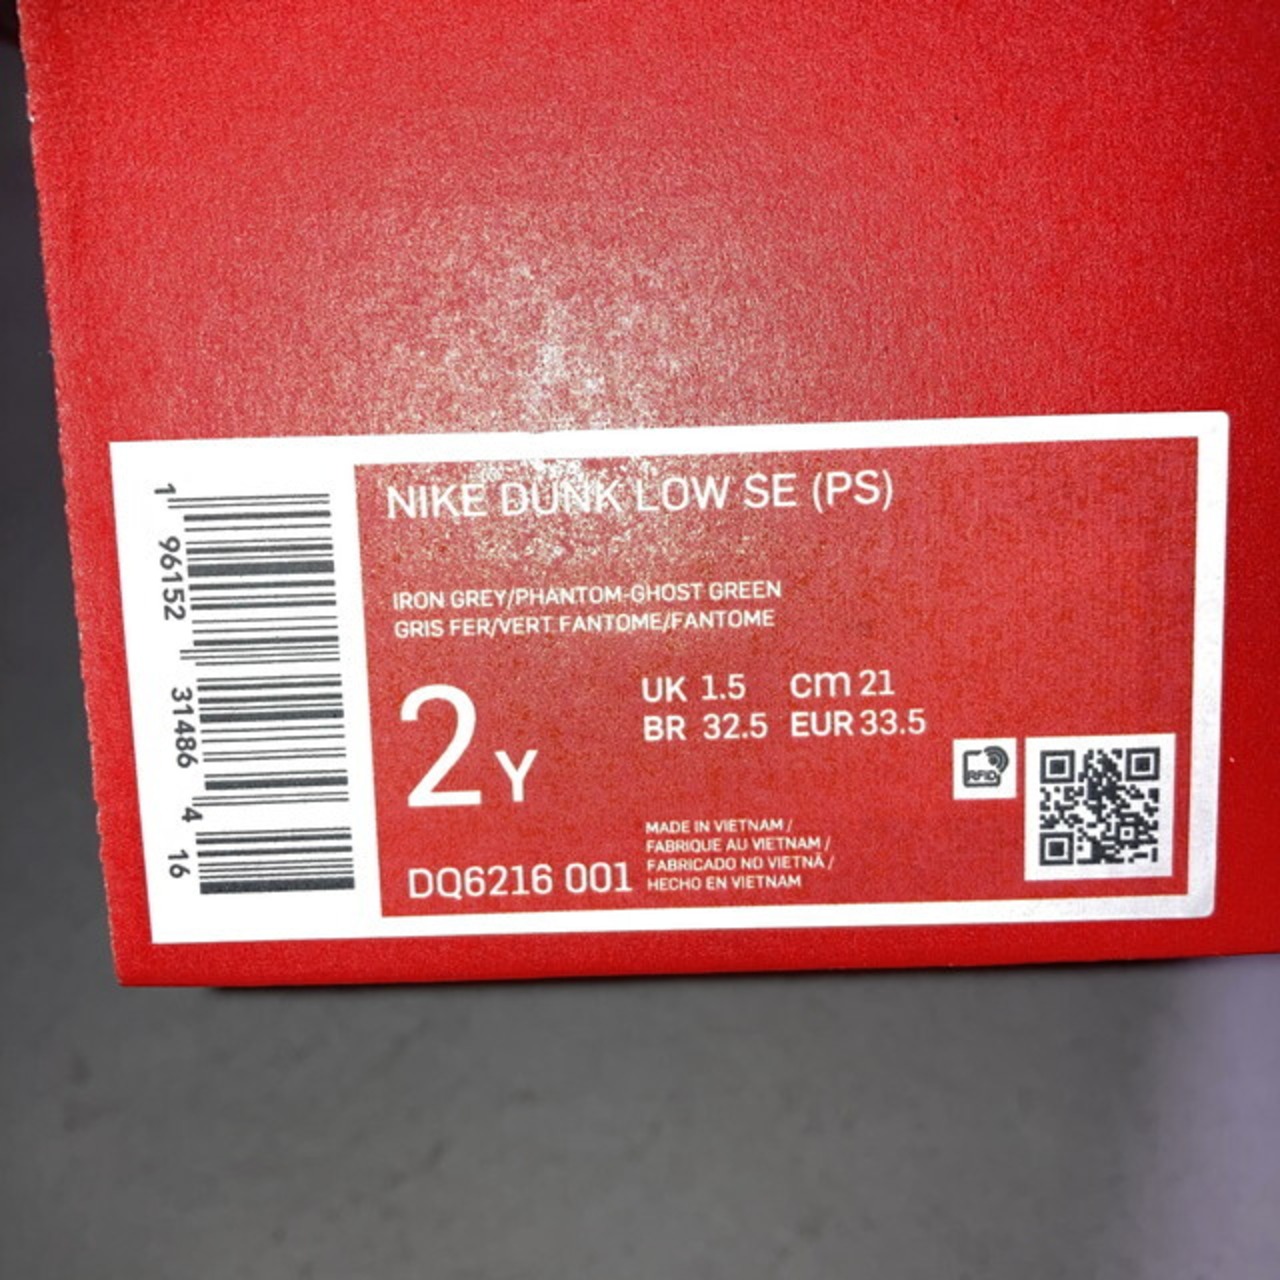 NIKE DUNK LOW SE (PS)
IRON GREY/PHANTOM-GHOST GREEN
GRIS FER/VERT FANTOME/FANTOME
2Y
UK 1.5 cm 21
BR 32.5 EUR 33.5
DQ6216 001
MADE IN VIETNAM /
FABRIQUE AU VIETNAM /
FABRICADO NO VIETNÃ /
HECHO EN VIETNAM
RFID
1 96152 31486 4 16